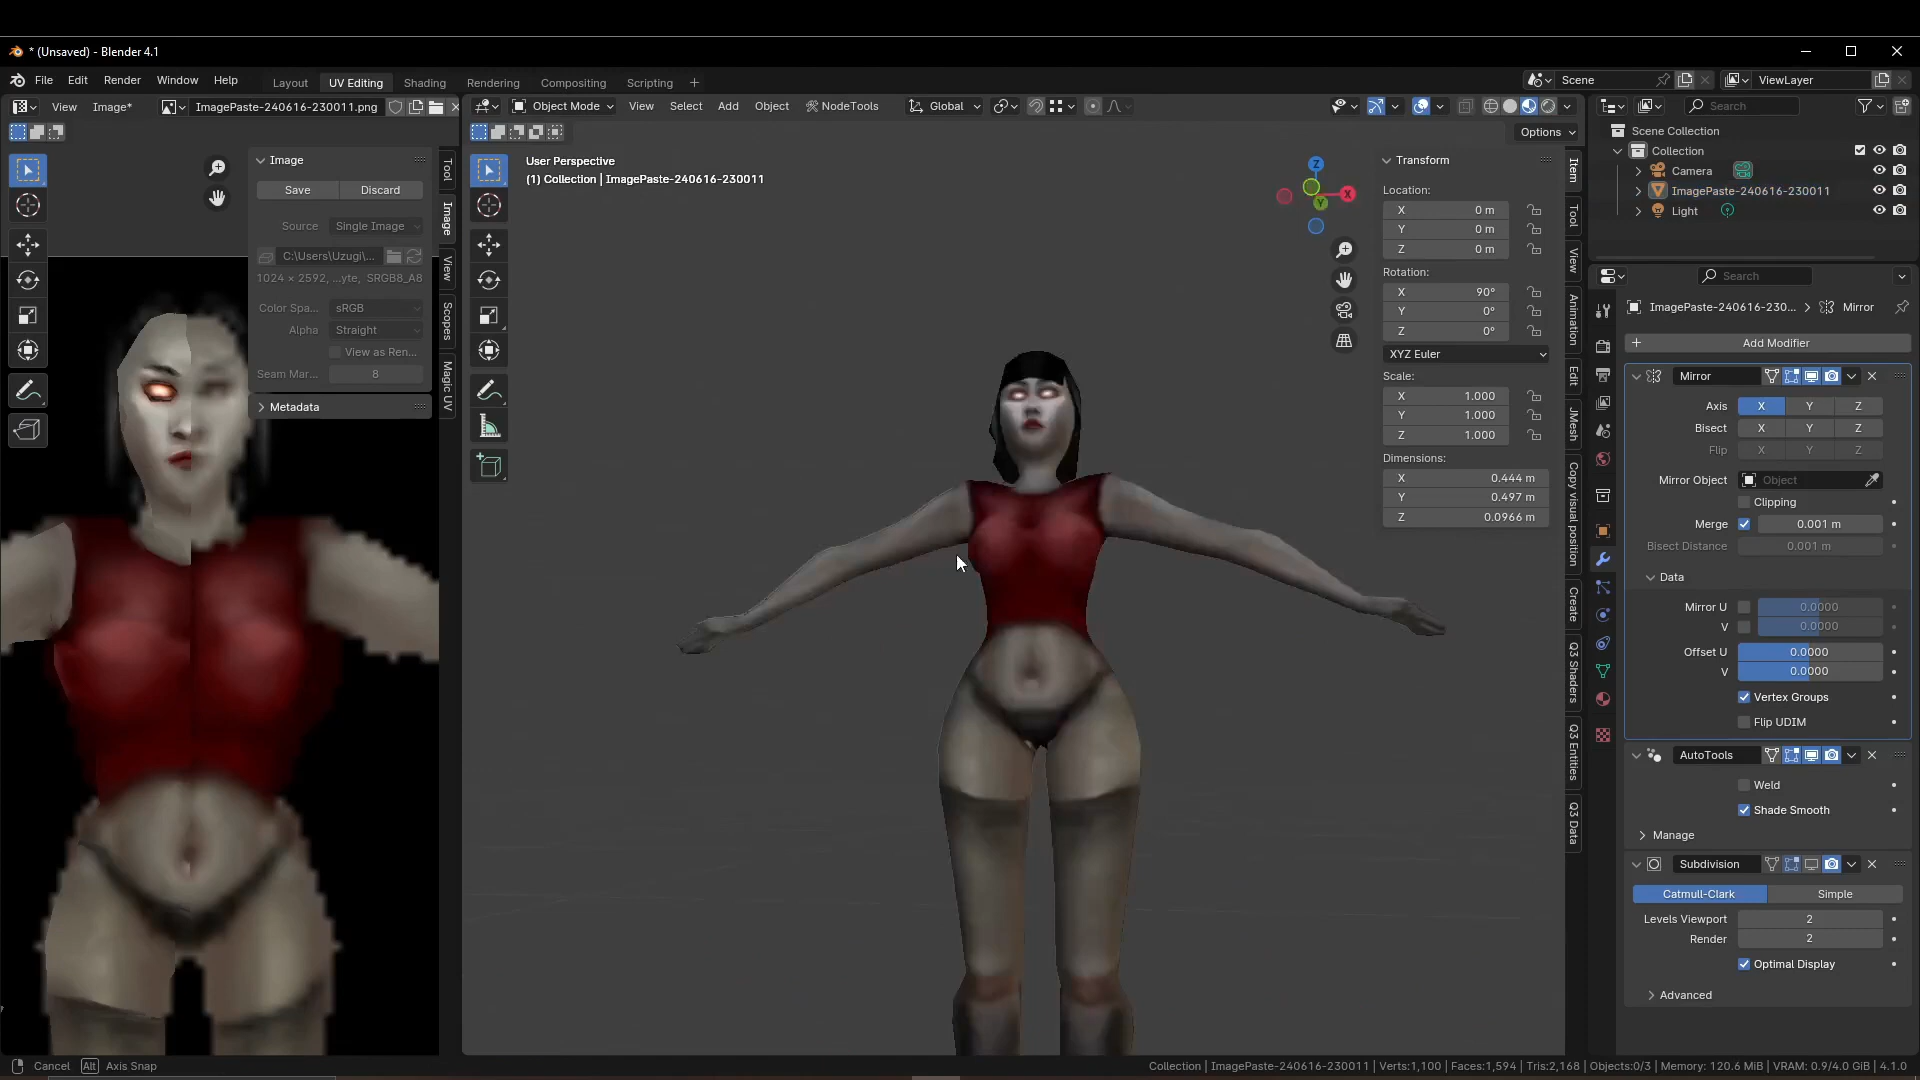 * (Unsaved) - Blender 4.1
File Edit Render Window Help
Layout UV Editing Shading Rendering Compositing Scripting +
Scene
ViewLayer
View Image* ImagePaste-240616-230011.png
Object Mode View Select Add Object NodeTools Global
Search
Options
Scene Collection
Collection
Camera
ImagePaste-240616-230011
Light
Image
Save Discard
Source Single Image
C:\Users\Uzugi\...
1024 × 2592, ...yte, SRGB8_A8
Color Spa... sRGB
Alpha Straight
View as Ren...
Seam Mar... 8
Metadata
Tool
Image
View
Scopes
Magic UV
User Perspective
(1) Collection | ImagePaste-240616-230011
Z
X
Y
Transform
Location:
X 0 m
Y 0 m
Z 0 m
Rotation:
X 90°
Y 0°
Z 0°
XYZ Euler
Scale:
X 1.000
Y 1.000
Z 1.000
Dimensions:
X 0.444 m
Y 0.497 m
Z 0.0966 m
Item
Tool
View
Animation
Edit
JMesh
Copy visual position
Create
Q3 Shaders
Q3 Entities
Q3 Data
Search
ImagePaste-240616-230... > Mirror
+ Add Modifier
Mirror
Axis X Y Z
Bisect X Y Z
Flip X Y Z
Mirror Object Object
Clipping
Merge 0.001 m
Bisect Distance 0.001 m
Data
Mirror U 0.0000
V 0.0000
Offset U 0.0000
V 0.0000
Vertex Groups
Flip UDIM
AutoTools
Weld
Shade Smooth
Manage
Subdivision
Catmull-Clark Simple
Levels Viewport 2
Render 2
Optimal Display
Advanced
Cancel Alt Axis Snap
Collection | ImagePaste-240616-230011 | Verts:1,100 | Faces:1,594 | Tris:2,168 | Objects:0/3 | Memory: 120.6 MiB | VRAM: 0.9/4.0 GiB | 4.1.0